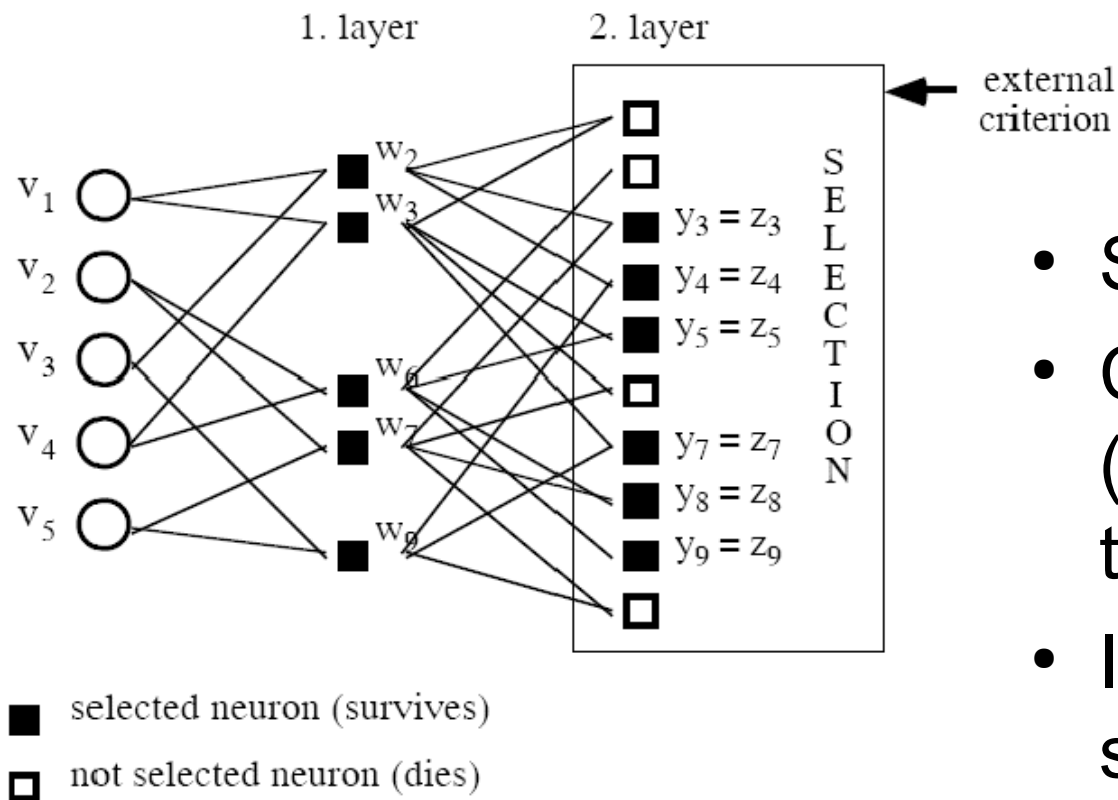 1. layer
2. layer
external
criterion
v1
v2
v3
v4
v5
w2
w3
w6
w7
w9
y3 = z3
y4 = z4
y5 = z5
y7 = z7
y8 = z8
y9 = z9
SELECTION
selected neuron (survives)
not selected neuron (dies)
• S
•
(
t
• I
s